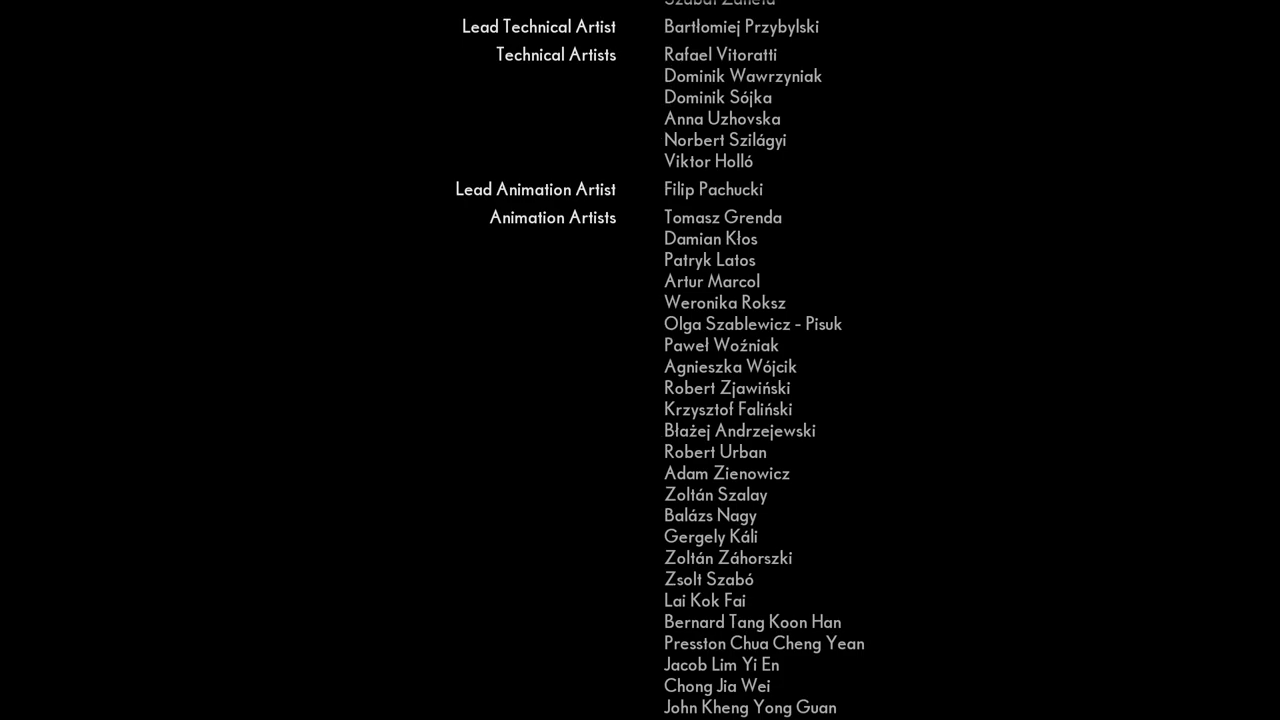 Lead Technical Artist Bartłomiej Przybylski
Technical Artists Rafael Vitoratti
Dominik Wawrzyniak
Dominik Sójka
Anna Uzhovska
Norbert Szilágyi
Viktor Holló
Lead Animation Artist Filip Pachucki
Animation Artists Tomasz Grenda
Damian Kłos
Patryk Latos
Artur Marcol
Weronika Roksz
Olga Szablewicz - Pisuk
Paweł Woźniak
Agnieszka Wójcik
Robert Zjawiński
Krzysztof Faliński
Błażej Andrzejewski
Robert Urban
Adam Zienowicz
Zoltán Szalay
Balázs Nagy
Gergely Káli
Zoltán Záhorszki
Zsolt Szabó
Lai Kok Fai
Bernard Tang Koon Han
Presston Chua Cheng Yean
Jacob Lim Yi En
Chong Jia Wei
John Kheng Yong Guan